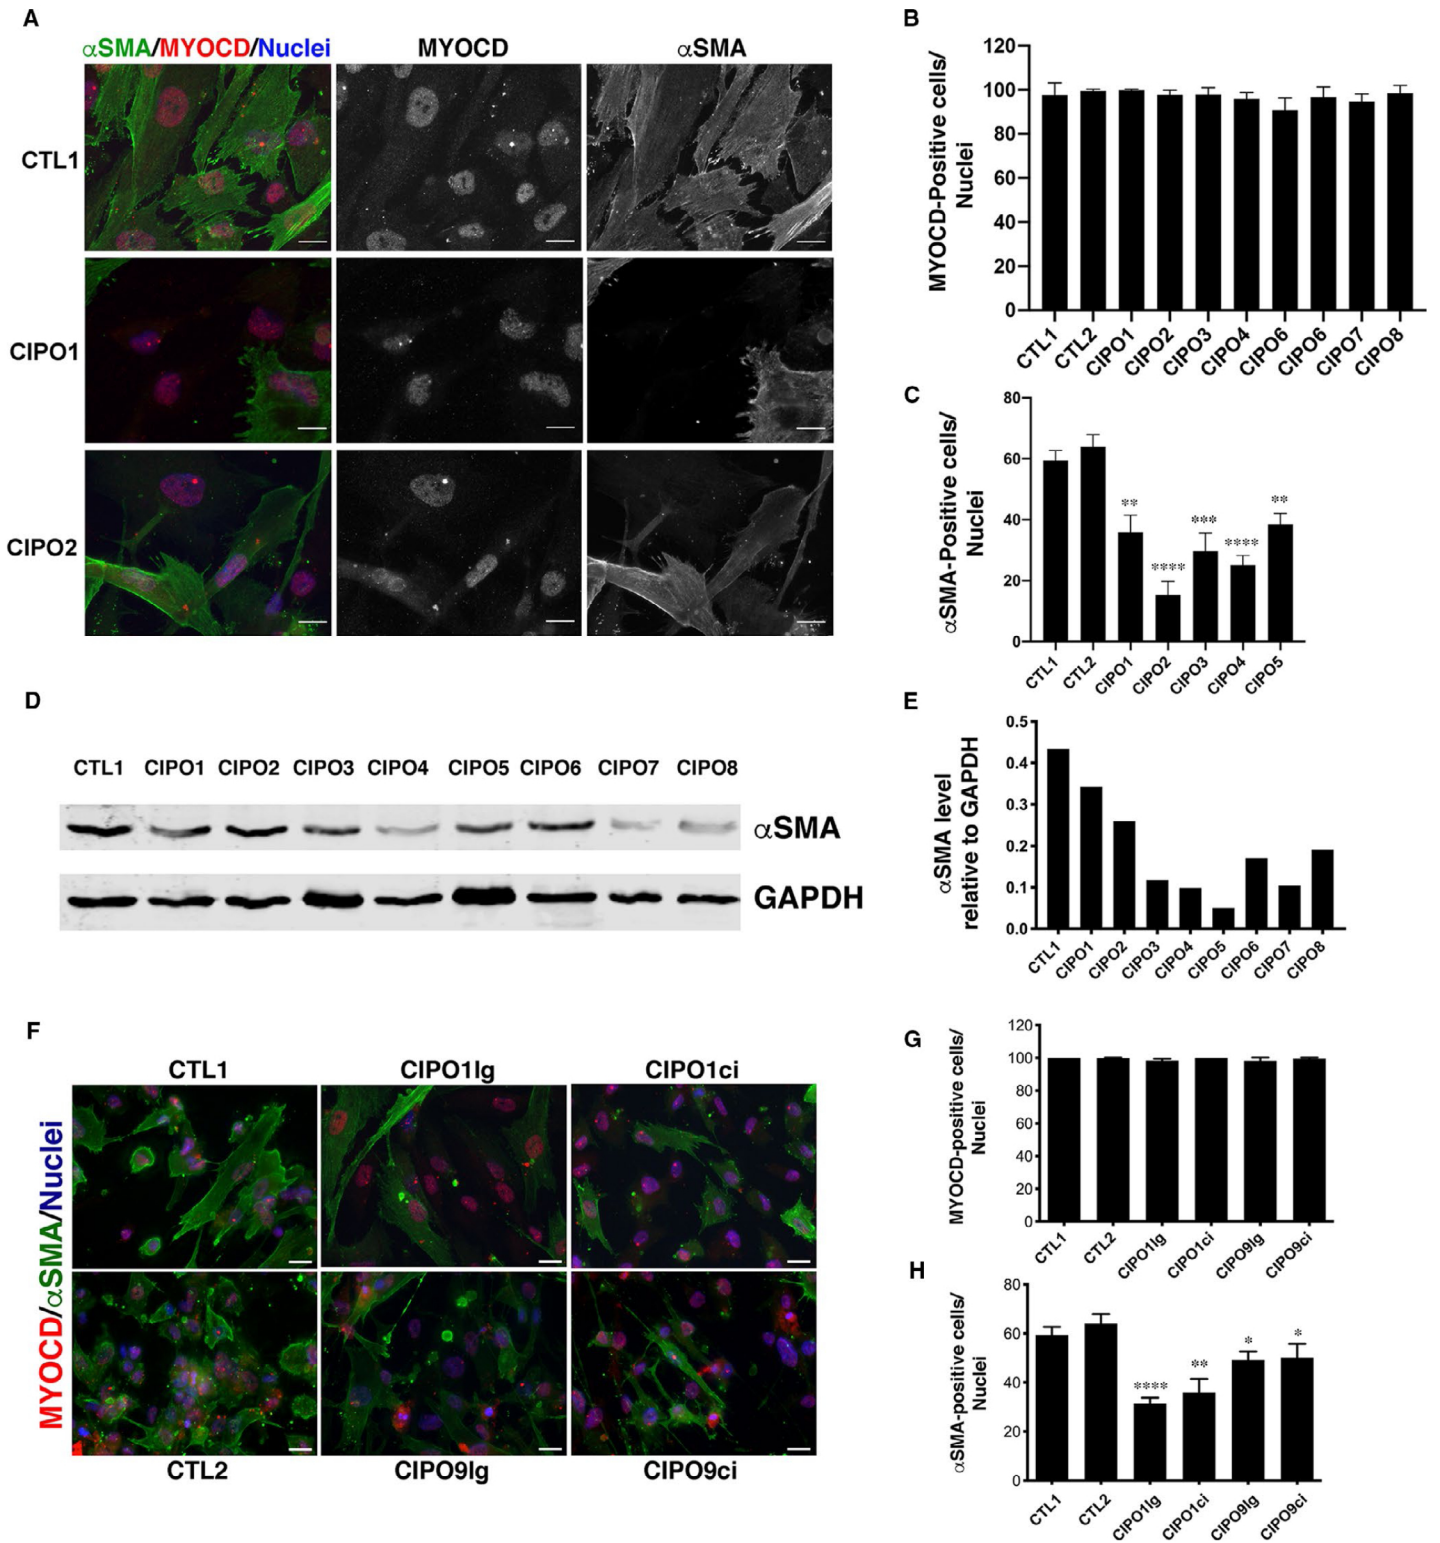 A
αSMA/MYOCD/Nuclei
MYOCD
αSMA
CTL1
CIPO1
CIPO2
B
MYOCD-Positive cells/
Nuclei
120
100
80
60
40
20
0
CTL1
CTL2
CIPO1
CIPO2
CIPO3
CIPO4
CIPO6
CIPO6
CIPO7
CIPO8
C
αSMA-Positive cells/
Nuclei
80
60
40
20
0
**
****
***
****
**
CTL1
CTL2
CIPO1
CIPO2
CIPO3
CIPO4
CIPO5
D
CTL1 CIPO1 CIPO2 CIPO3 CIPO4 CIPO5 CIPO6 CIPO7 CIPO8
αSMA
GAPDH
E
αSMA level
relative to GAPDH
0.5
0.4
0.3
0.2
0.1
0.0
CTL1
CIPO1
CIPO2
CIPO3
CIPO4
CIPO5
CIPO6
CIPO7
CIPO8
F
CTL1
CIPO1lg
CIPO1ci
MYOCD/αSMA/Nuclei
CTL2
CIPO9lg
CIPO9ci
G
MYOCD-positive cells/
Nuclei
120
100
80
60
40
20
0
CTL1
CTL2
CIPO1lg
CIPO1ci
CIPO9lg
CIPO9ci
H
αSMA-positive cells/
Nuclei
80
60
40
20
0
****
**
*
*
CTL1
CTL2
CIPO1lg
CIPO1ci
CIPO9lg
CIPO9ci